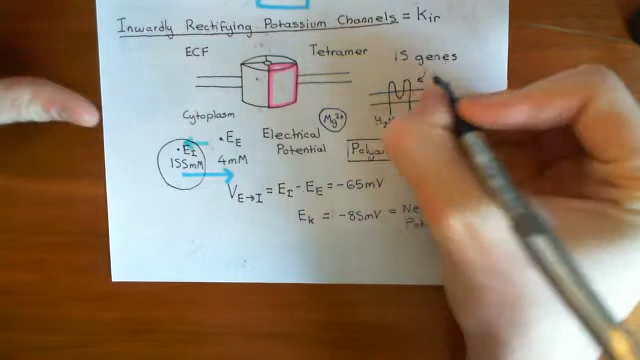 Inwardly Rectifying Potassium Channels = Kir
ECF
Tetramer
15 genes
Cytoplasm
Mg2+
Electrical
Potential
• EI
155mM
• EE
4mM
VE→I = EI - EE = -65mV
Ek = -85mV =